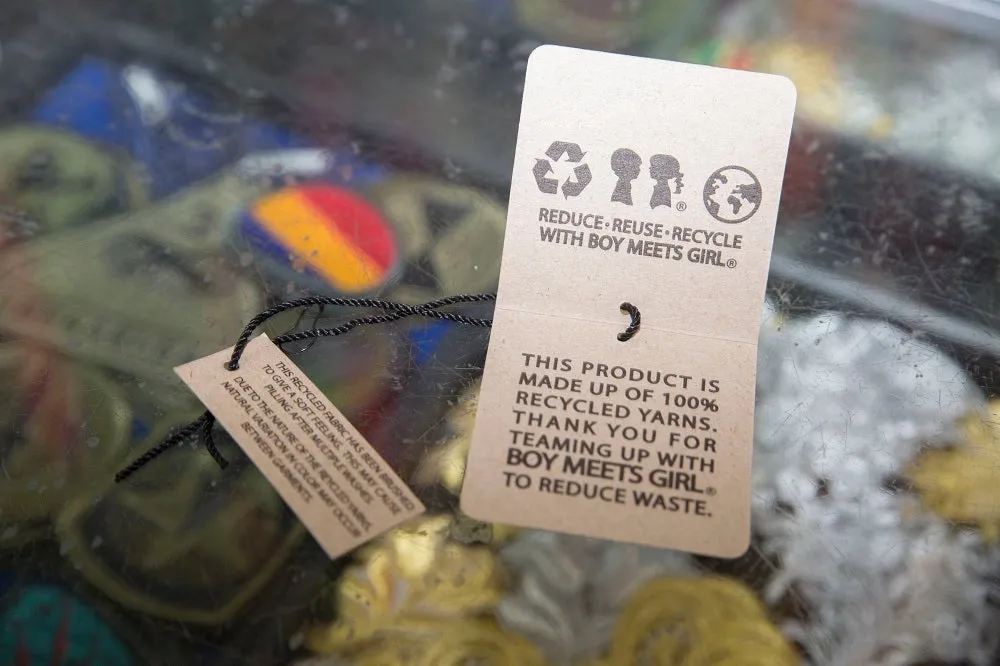 REDUCE•REUSE•RECYCLE
WITH BOY MEETS GIRL®
THIS PRODUCT IS
MADE UP OF 100%
RECYCLED YARNS.
THANK YOU FOR
TEAMING UP WITH
BOY MEETS GIRL®
TO REDUCE WASTE.
THIS RECYCLED FABRIC HAS BEEN BRUSHED
TO GIVE A SOFT FEELING. THIS MAY CAUSE
PILLING AFTER MULTIPLE WASHES.
DUE TO THE NATURE OF THE RECYCLED YARNS,
NATURAL VARIATION IN COLOR MAY OCCUR
BETWEEN GARMENTS.